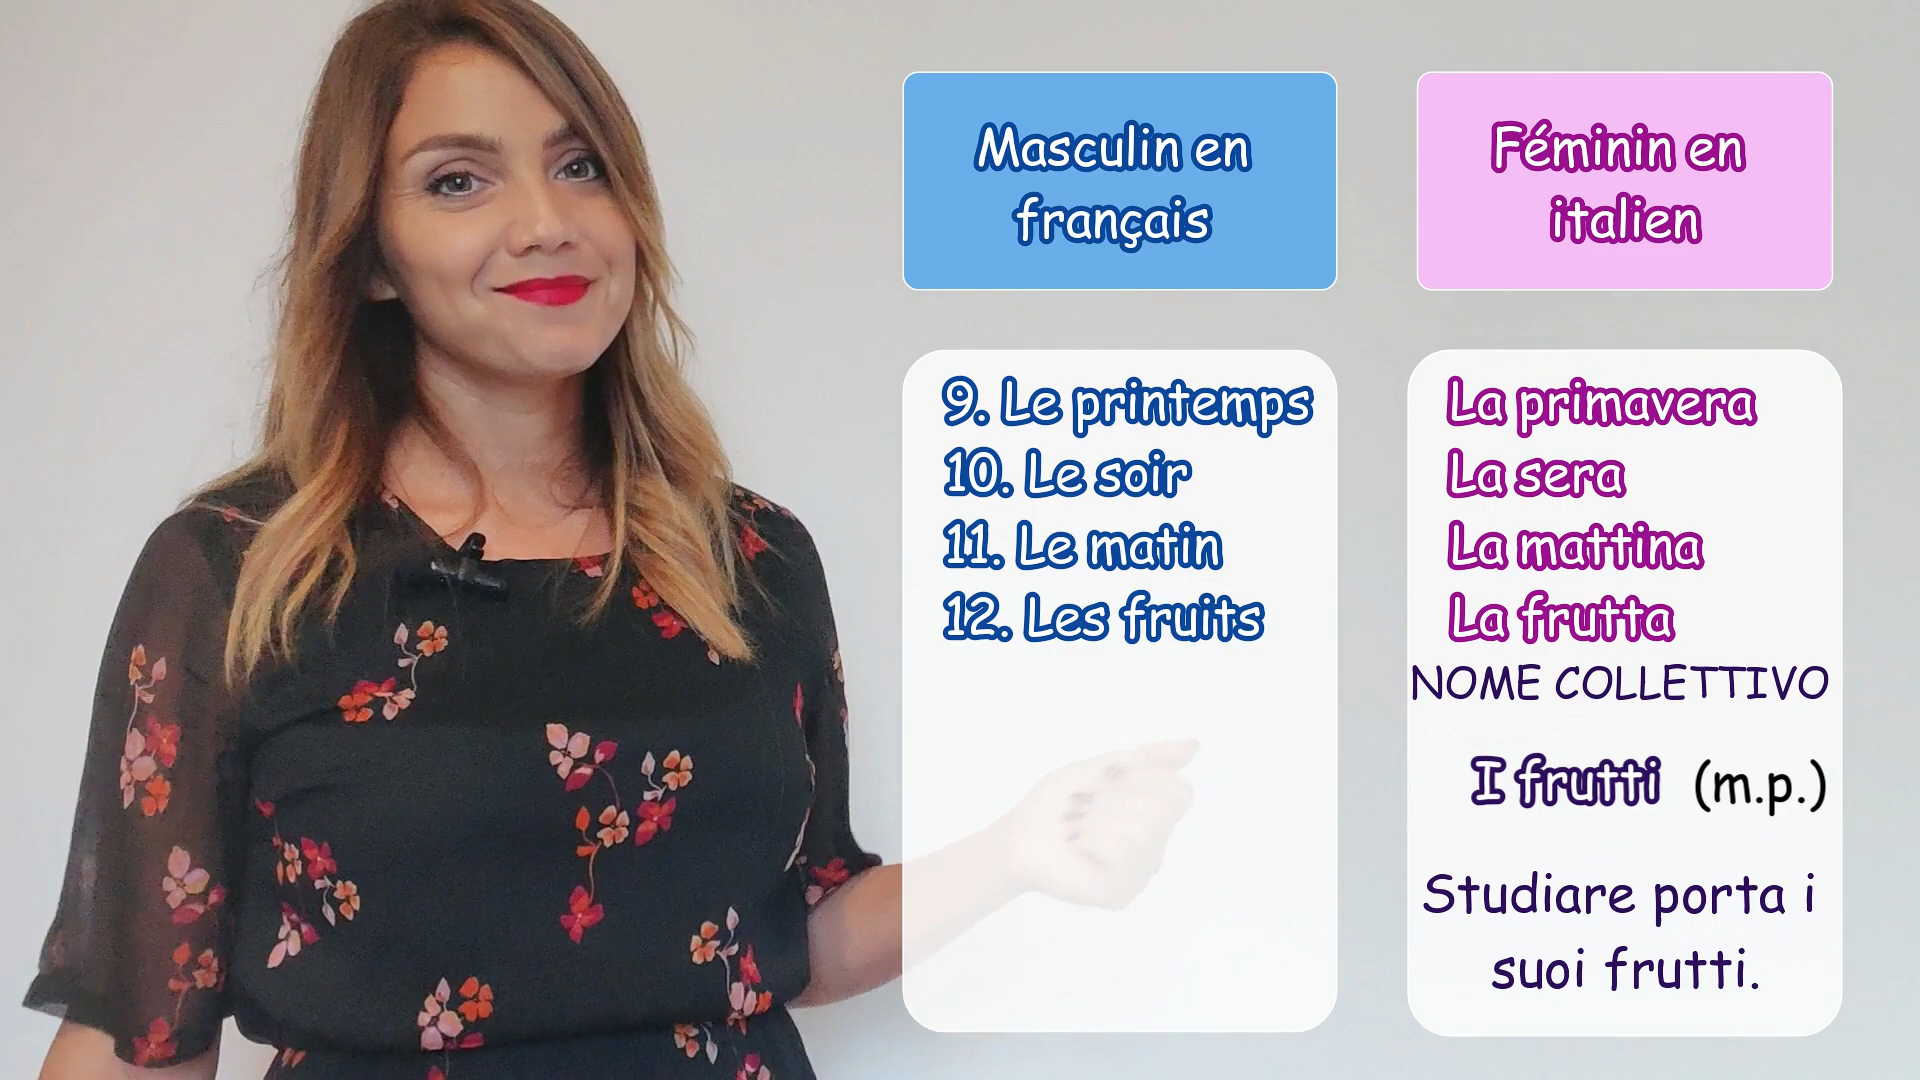 Masculin en
français
Féminin en
italien
9. Le printemps
10. Le soir
11. Le matin
12. Les fruits
La primavera
La sera
La mattina
La frutta
NOME COLLETTIVO
I frutti (m.p.)
Studiare porta i
suoi frutti.